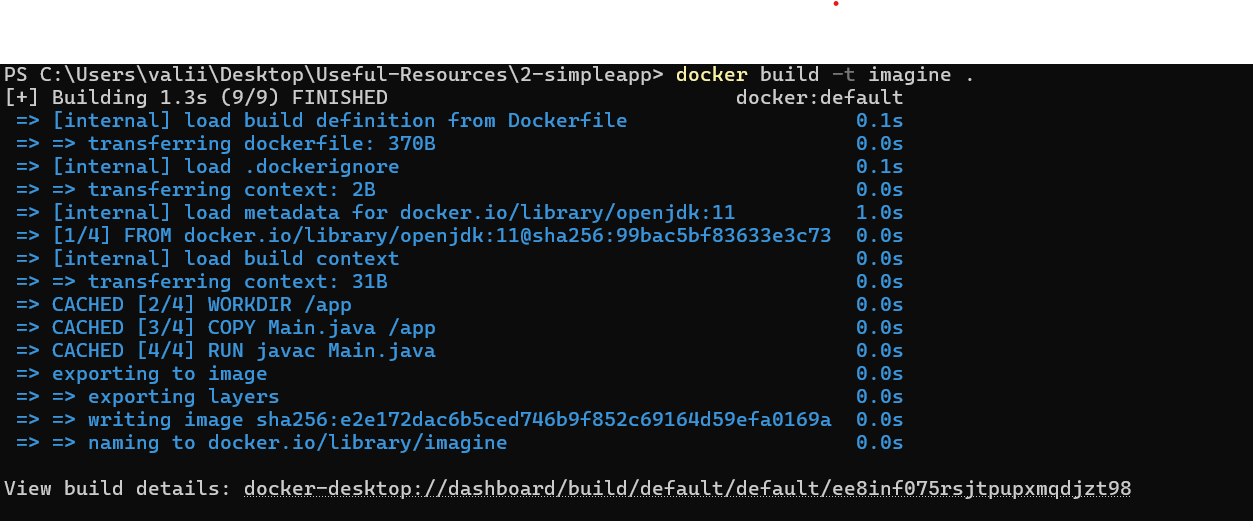 PS C:\Users\valii\Desktop\Useful-Resources\2-simpleapp> docker build -t imagine .
[+] Building 1.3s (9/9) FINISHED docker:default
=> [internal] load build definition from Dockerfile 0.1s
=> => transferring dockerfile: 370B 0.0s
=> [internal] load .dockerignore 0.1s
=> => transferring context: 2B 0.0s
=> [internal] load metadata for docker.io/library/openjdk:11 1.0s
=> [1/4] FROM docker.io/library/openjdk:11@sha256:99bac5bf83633e3c73 0.0s
=> [internal] load build context 0.0s
=> => transferring context: 31B 0.0s
=> CACHED [2/4] WORKDIR /app 0.0s
=> CACHED [3/4] COPY Main.java /app 0.0s
=> CACHED [4/4] RUN javac Main.java 0.0s
=> exporting to image 0.0s
=> => exporting layers 0.0s
=> => writing image sha256:e2e172dac6b5ced746b9f852c69164d59efa0169a 0.0s
=> => naming to docker.io/library/imagine 0.0s
View build details: docker-desktop://dashboard/build/default/default/ee8inf075rsjtpupxmqdjzt98